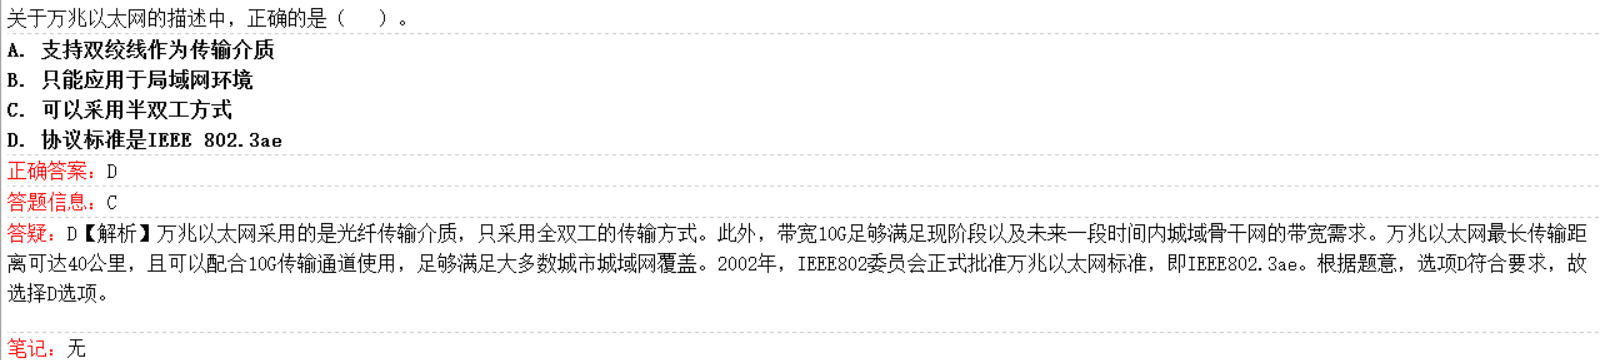 关于万兆以太网的描述中，正确的是（  ）。
A. 支持双绞线作为传输介质
B. 只能应用于局域网环境
C. 可以采用半双工方式
D. 协议标准是IEEE 802.3ae
正确答案：D
答题信息：C
答疑：D【解析】万兆以太网采用的是光纤传输介质，只采用全双工的传输方式。此外，带宽10G足够满足现阶段以及未来一段时间内城域骨干网的带宽需求。万兆以太网最长传输距
离可达40公里，且可以配合10G传输通道使用，足够满足大多数城市城域网覆盖。2002年，IEEE802委员会正式批准万兆以太网标准，即IEEE802.3ae。根据题意，选项D符合要求，故
选择D选项。
笔记：无